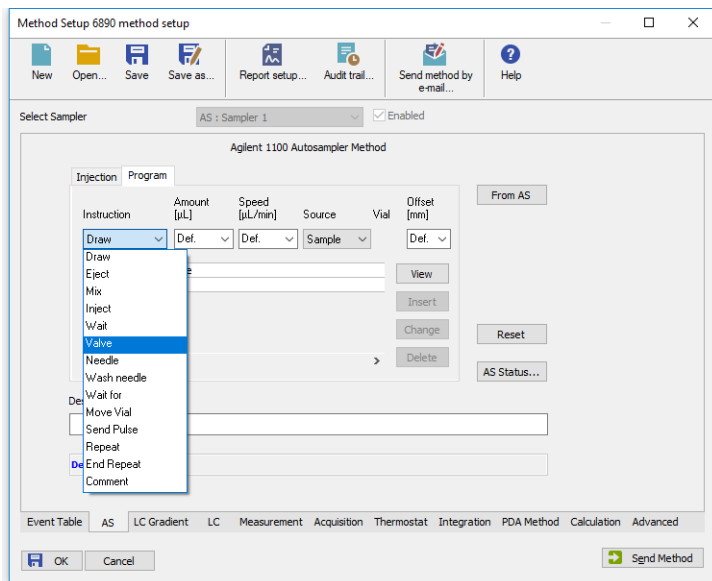 Method Setup 6890 method setup
New Open... Save Save as... Report setup... Audit trail... Send method by e-mail... Help
Select Sampler AS : Sampler 1 Enabled
Agilent 1100 Autosampler Method
Injection Program
From AS
Instruction Amount [µL] Speed [µL/min] Source Vial Offset [mm]
Draw Def. Def. Sample Def.
Draw
Eject
View
Mix
Inject
Insert
Wait
Valve
Change
Reset
Needle
Delete
Wash needle
AS Status...
Wait for
Move Vial
Send Pulse
Repeat
End Repeat
Comment
Event Table AS LC Gradient LC Measurement Acquisition Thermostat Integration PDA Method Calculation Advanced
OK Cancel Send Method